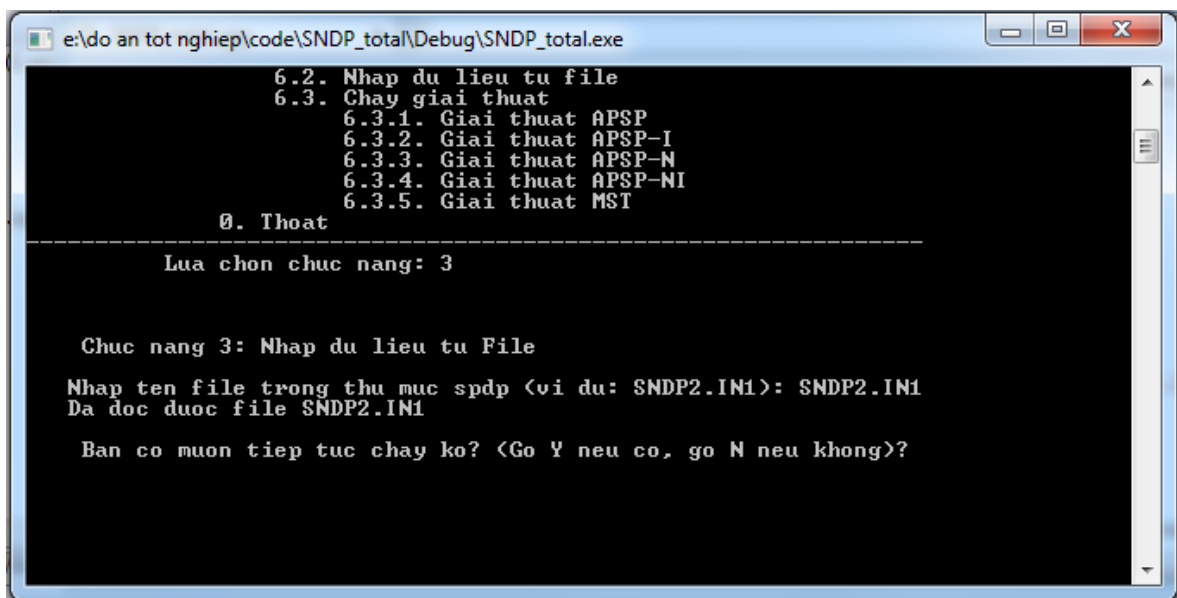 e:\do an tot nghiep\code\SNDP_total\Debug\SNDP_total.exe
6.2. Nhap du lieu tu file
6.3. Chay giai thuat
6.3.1. Giai thuat APSP
6.3.2. Giai thuat APSP-I
6.3.3. Giai thuat APSP-N
6.3.4. Giai thuat APSP-NI
6.3.5. Giai thuat MST
0. Thoat
Lua chon chuc nang: 3
Chuc nang 3: Nhap du lieu tu File
Nhap ten file trong thu muc spdp (vi du: SNDP2.IN1): SNDP2.IN1
Da doc duoc file SNDP2.IN1
Ban co muon tiep tuc chay ko? (Go Y neu co, go N neu khong)?